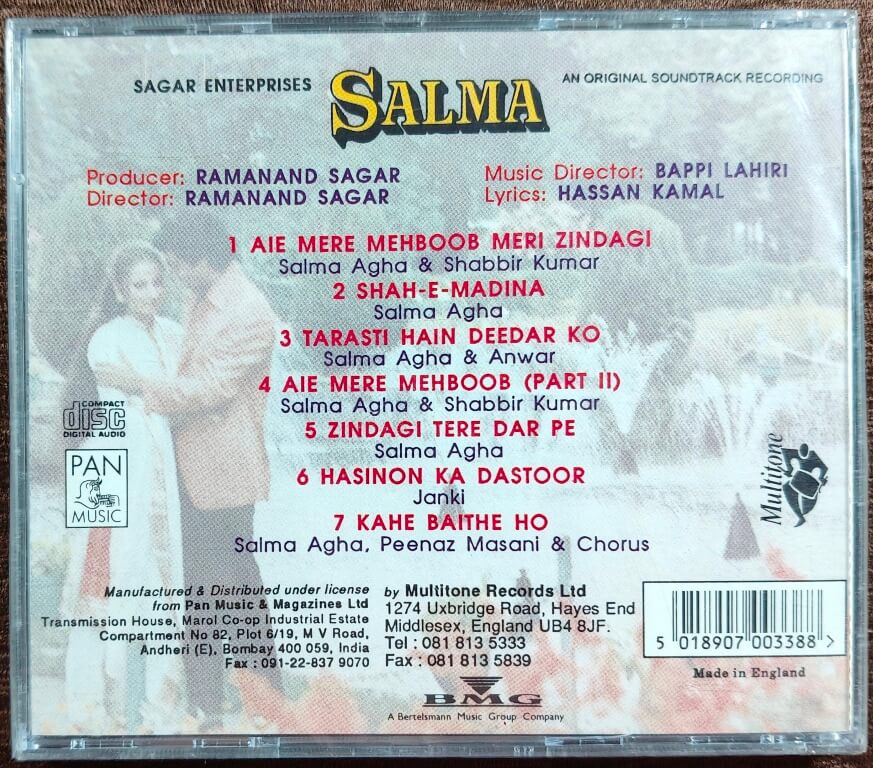 SAGAR ENTERPRISES
SALMA
AN ORIGINAL SOUNDTRACK RECORDING
Producer: RAMANAND SAGAR
Director: RAMANAND SAGAR
Music Director: BAPPI LAHIRI
Lyrics: HASSAN KAMAL
1 AIE MERE MEHBOOB MERI ZINDAGI
Salma Agha & Shabbir Kumar
2 SHAH-E-MADINA
Salma Agha
3 TARASTI HAIN DEEDAR KO
Salma Agha & Anwar
4 AIE MERE MEHBOOB (PART II)
Salma Agha & Shabbir Kumar
5 ZINDAGI TERE DAR PE
Salma Agha
6 HASINON KA DASTOOR
Janki
7 KAHE BAITHE HO
Salma Agha, Peenaz Masani & Chorus
COMPACT
disc
DIGITAL AUDIO
PAN
MUSIC
Multitone
Manufactured & Distributed under license
from Pan Music & Magazines Ltd
Transmission House, Marol Co-op Industrial Estate
Compartment No 82, Plot 6/19, M V Road,
Andheri (E), Bombay 400 059, India
Fax : 091-22-837 9070
by Multitone Records Ltd
1274 Uxbridge Road, Hayes End
Middlesex, England UB4 8JF.
Tel : 081 813 5333
Fax : 081 813 5839
BMG
A Bertelsmann Music Group Company
5 018907 003388 >
Made in England